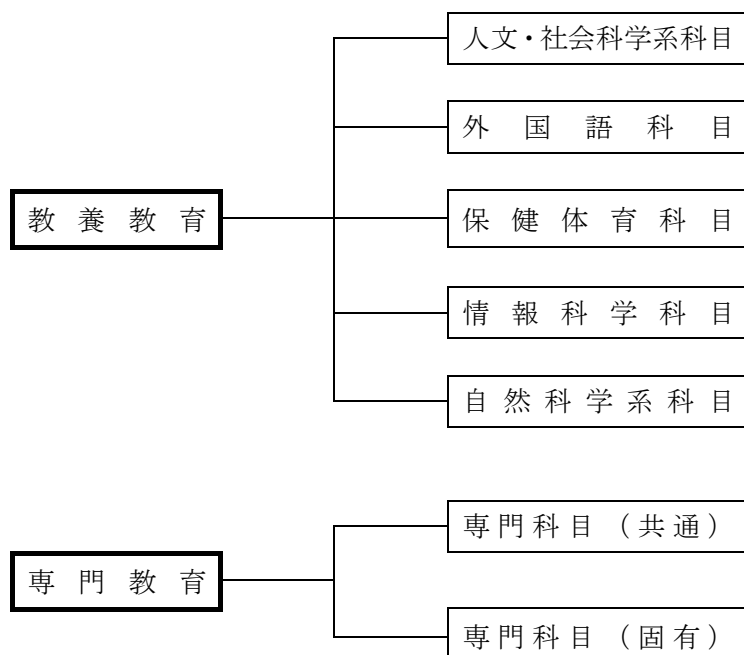 人文・社会科学系科目
外国語科目
教養教育
保健体育科目
情報科学科目
自然科学系科目
専門科目（共通）
専門教育
専門科目（固有）